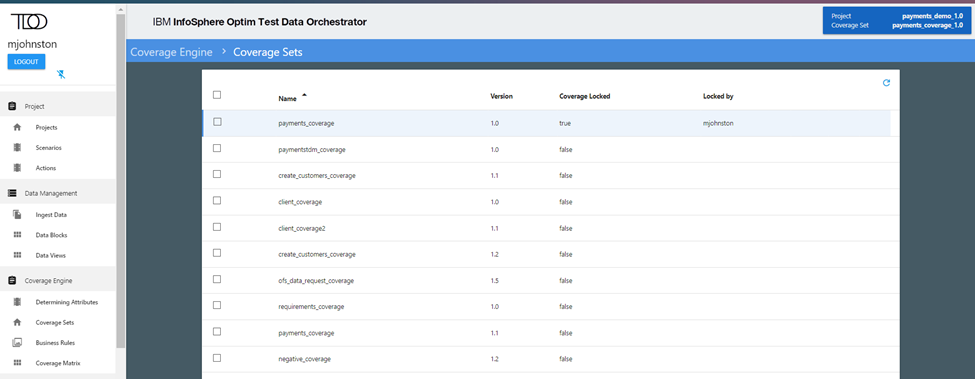 TDO
mjohnston
LOGOUT
Project
Projects
Scenarios
Actions
Data Management
Ingest Data
Data Blocks
Data Views
Coverage Engine
Determining Attributes
Coverage Sets
Business Rules
Coverage Matrix
IBM InfoSphere Optim Test Data Orchestrator
Project payments_demo_1.0
Coverage Set payments_coverage_1.0
Coverage Engine > Coverage Sets
Name Version Coverage Locked Locked by
payments_coverage 1.0 true mjohnston
paymentstdm_coverage 1.0 false
create_customers_coverage 1.1 false
client_coverage 1.0 false
client_coverage2 1.1 false
create_customers_coverage 1.2 false
ofs_data_request_coverage 1.5 false
requirements_coverage 1.0 false
payments_coverage 1.1 false
negative_coverage 1.2 false